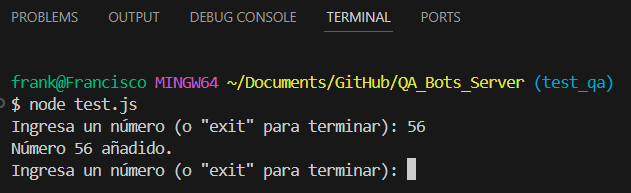 PROBLEMS OUTPUT DEBUG CONSOLE TERMINAL PORTS
frank@Francisco MINGW64 ~/Documents/GitHub/QA_Bots_Server (test_qa)
$ node test.js
Ingresa un número (o "exit" para terminar): 56
Número 56 añadido.
Ingresa un número (o "exit" para terminar):